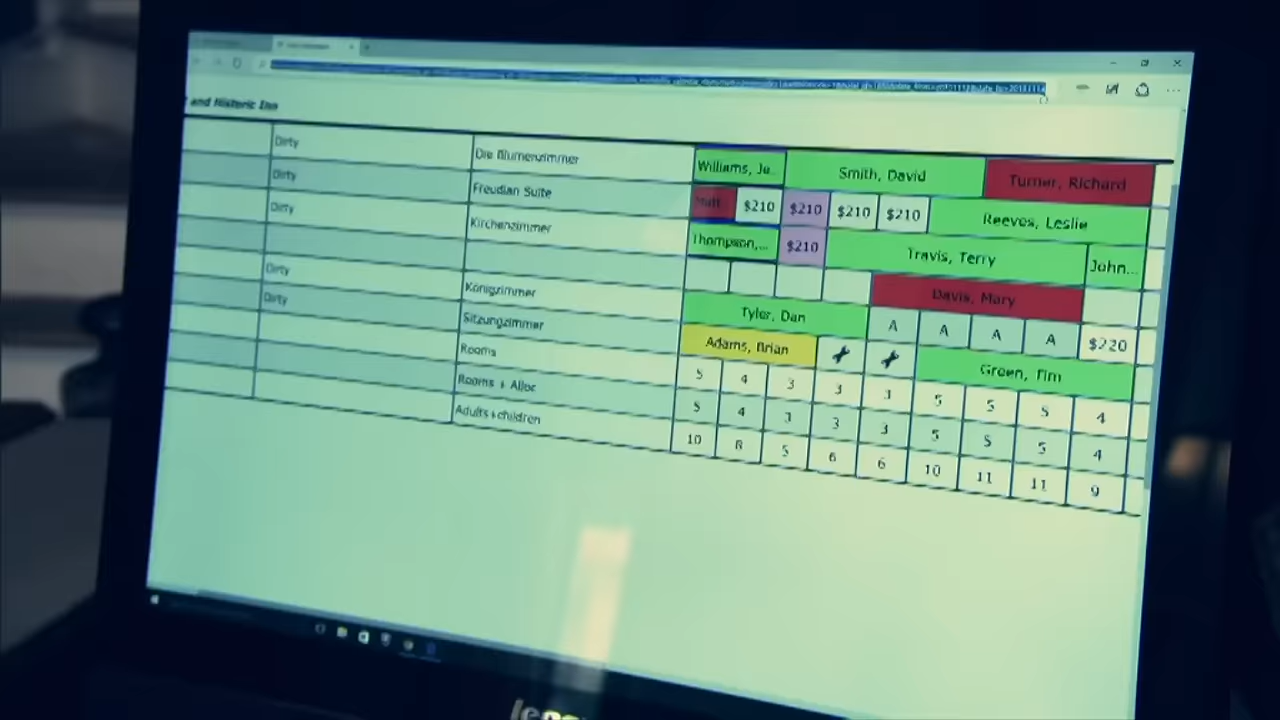 and Historic Inn
Dirty Die Blumenzimmer Williams, Ju... Smith, David Turner, Richard
Dirty Freudian Suite $210 $210 $210 $210 Reeves, Leslie
Dirty Kirchenzimmer Thompson,... $210 Travis, Terry John...
Davis, Mary
Dirty Königzimmer Tyler, Dan A A A A $220
Dirty Sitzungzimmer Adams, Brian Green, Tim
Rooms 5 4 3 3 3 5 5 5 4
Rooms + Alloc 5 4 3 3 3 5 5 5 4
Adults+children 10 8 5 6 6 10 11 11 9